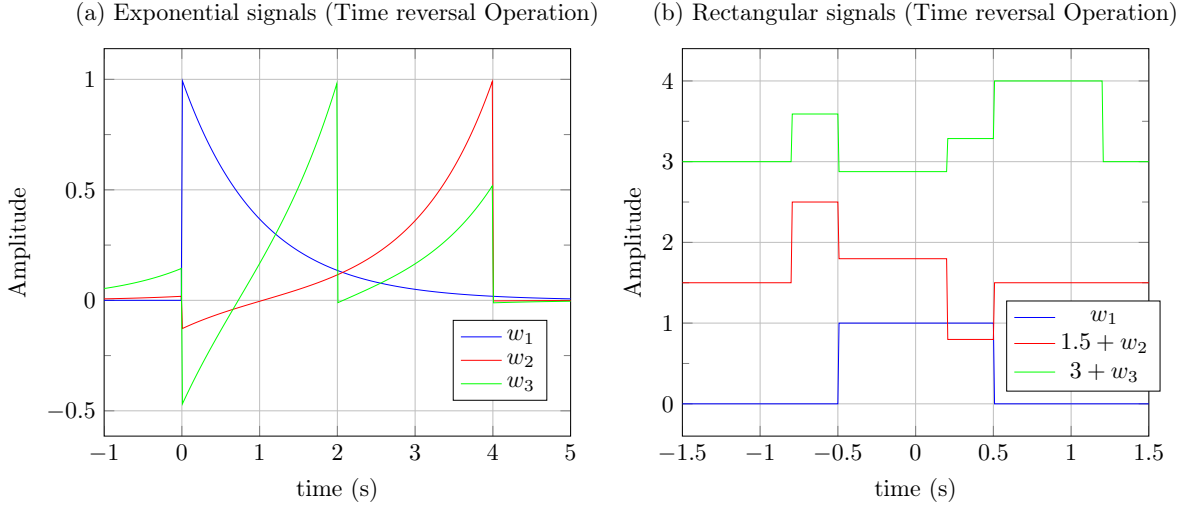 (a) Exponential signals (Time reversal Operation)
1
0.5
0
−0.5
−1
0
1
2
3
4
5
Amplitude
time (s)
w₁
w₂
w₃
(b) Rectangular signals (Time reversal Operation)
4
3
2
1
0
−1.5
−1
−0.5
0
0.5
1
1.5
Amplitude
time (s)
w₁
1.5 + w₂
3 + w₃